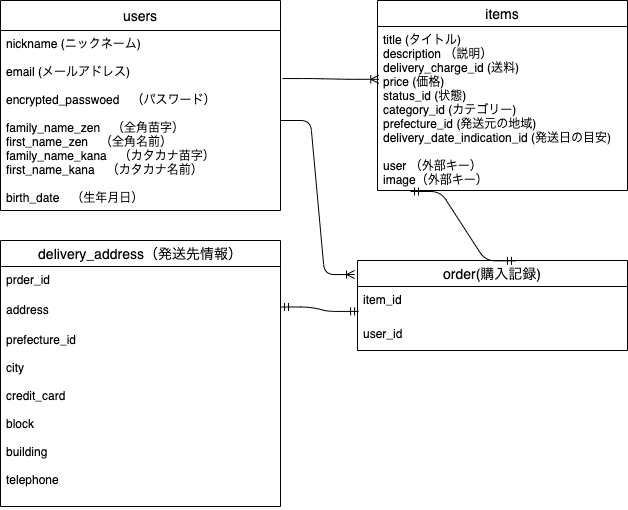 users
nickname (ニックネーム)
email (メールアドレス)
encrypted_passwoed （パスワード）
family_name_zen （全角苗字）
first_name_zen （全角名前）
family_name_kana （カタカナ苗字）
first_name_kana （カタカナ名前）
birth_date （生年月日）
items
title (タイトル)
description （説明）
delivery_charge_id (送料)
price (価格)
status_id (状態)
category_id (カテゴリー)
prefecture_id (発送元の地域)
delivery_date_indication_id (発送日の目安)
user （外部キー）
image（外部キー）
delivery_address（発送先情報）
prder_id
address
prefecture_id
city
credit_card
block
building
telephone
order(購入記録)
item_id
user_id